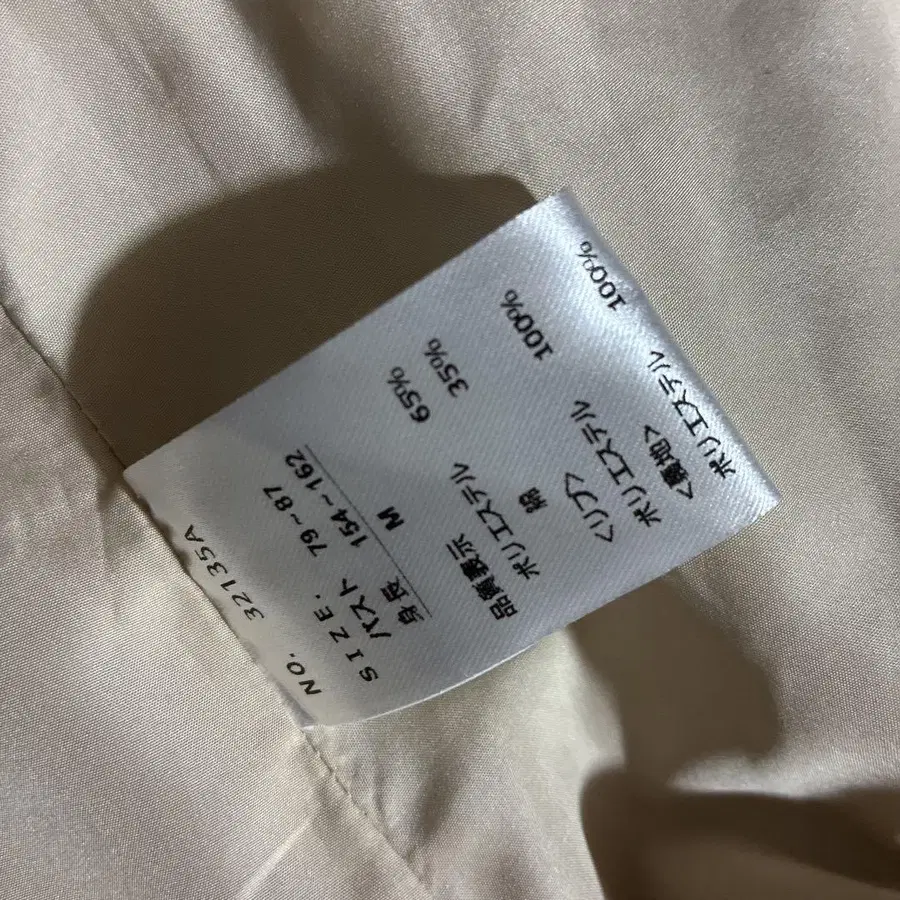 NO. 32135A
SIZE.
バスト 79~87
身長 154~162
M
品質表示
ポリエステル 65%
綿 35%
<リブ>
ポリエステル 100%
<裏地>
ポリエステル 100%